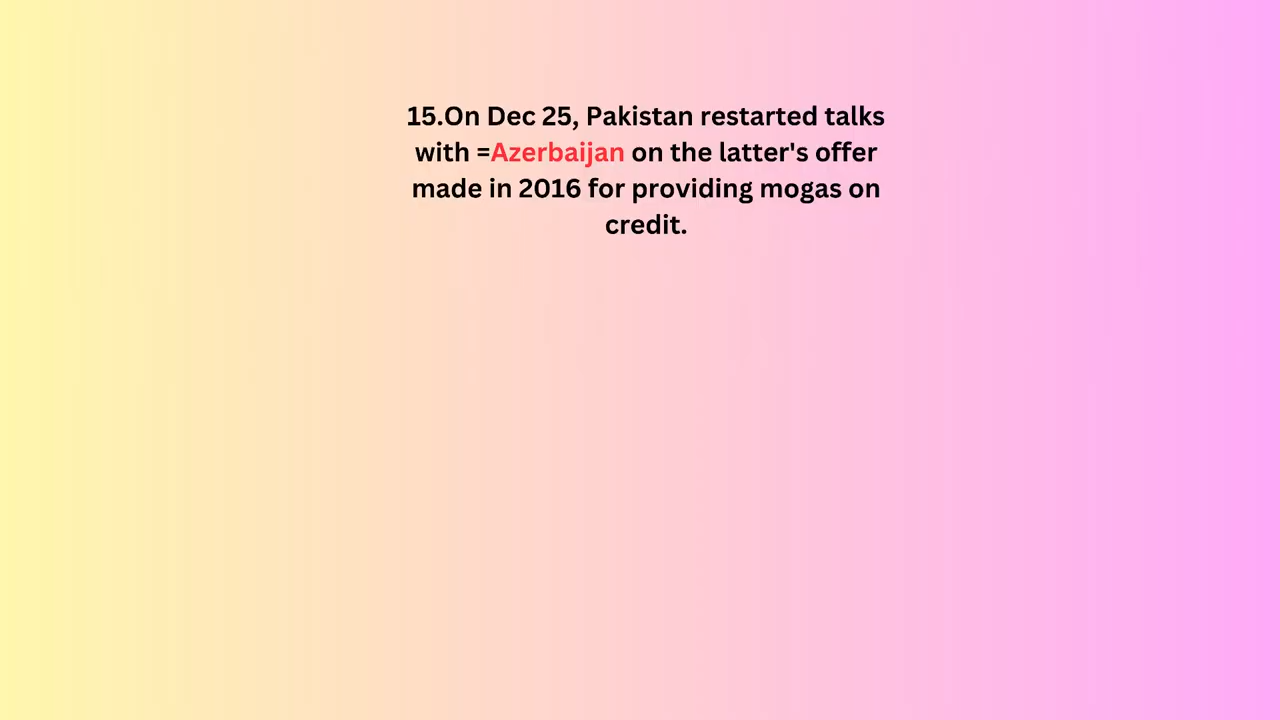 15.On Dec 25, Pakistan restarted talks
with =Azerbaijan on the latter's offer
made in 2016 for providing mogas on
credit.